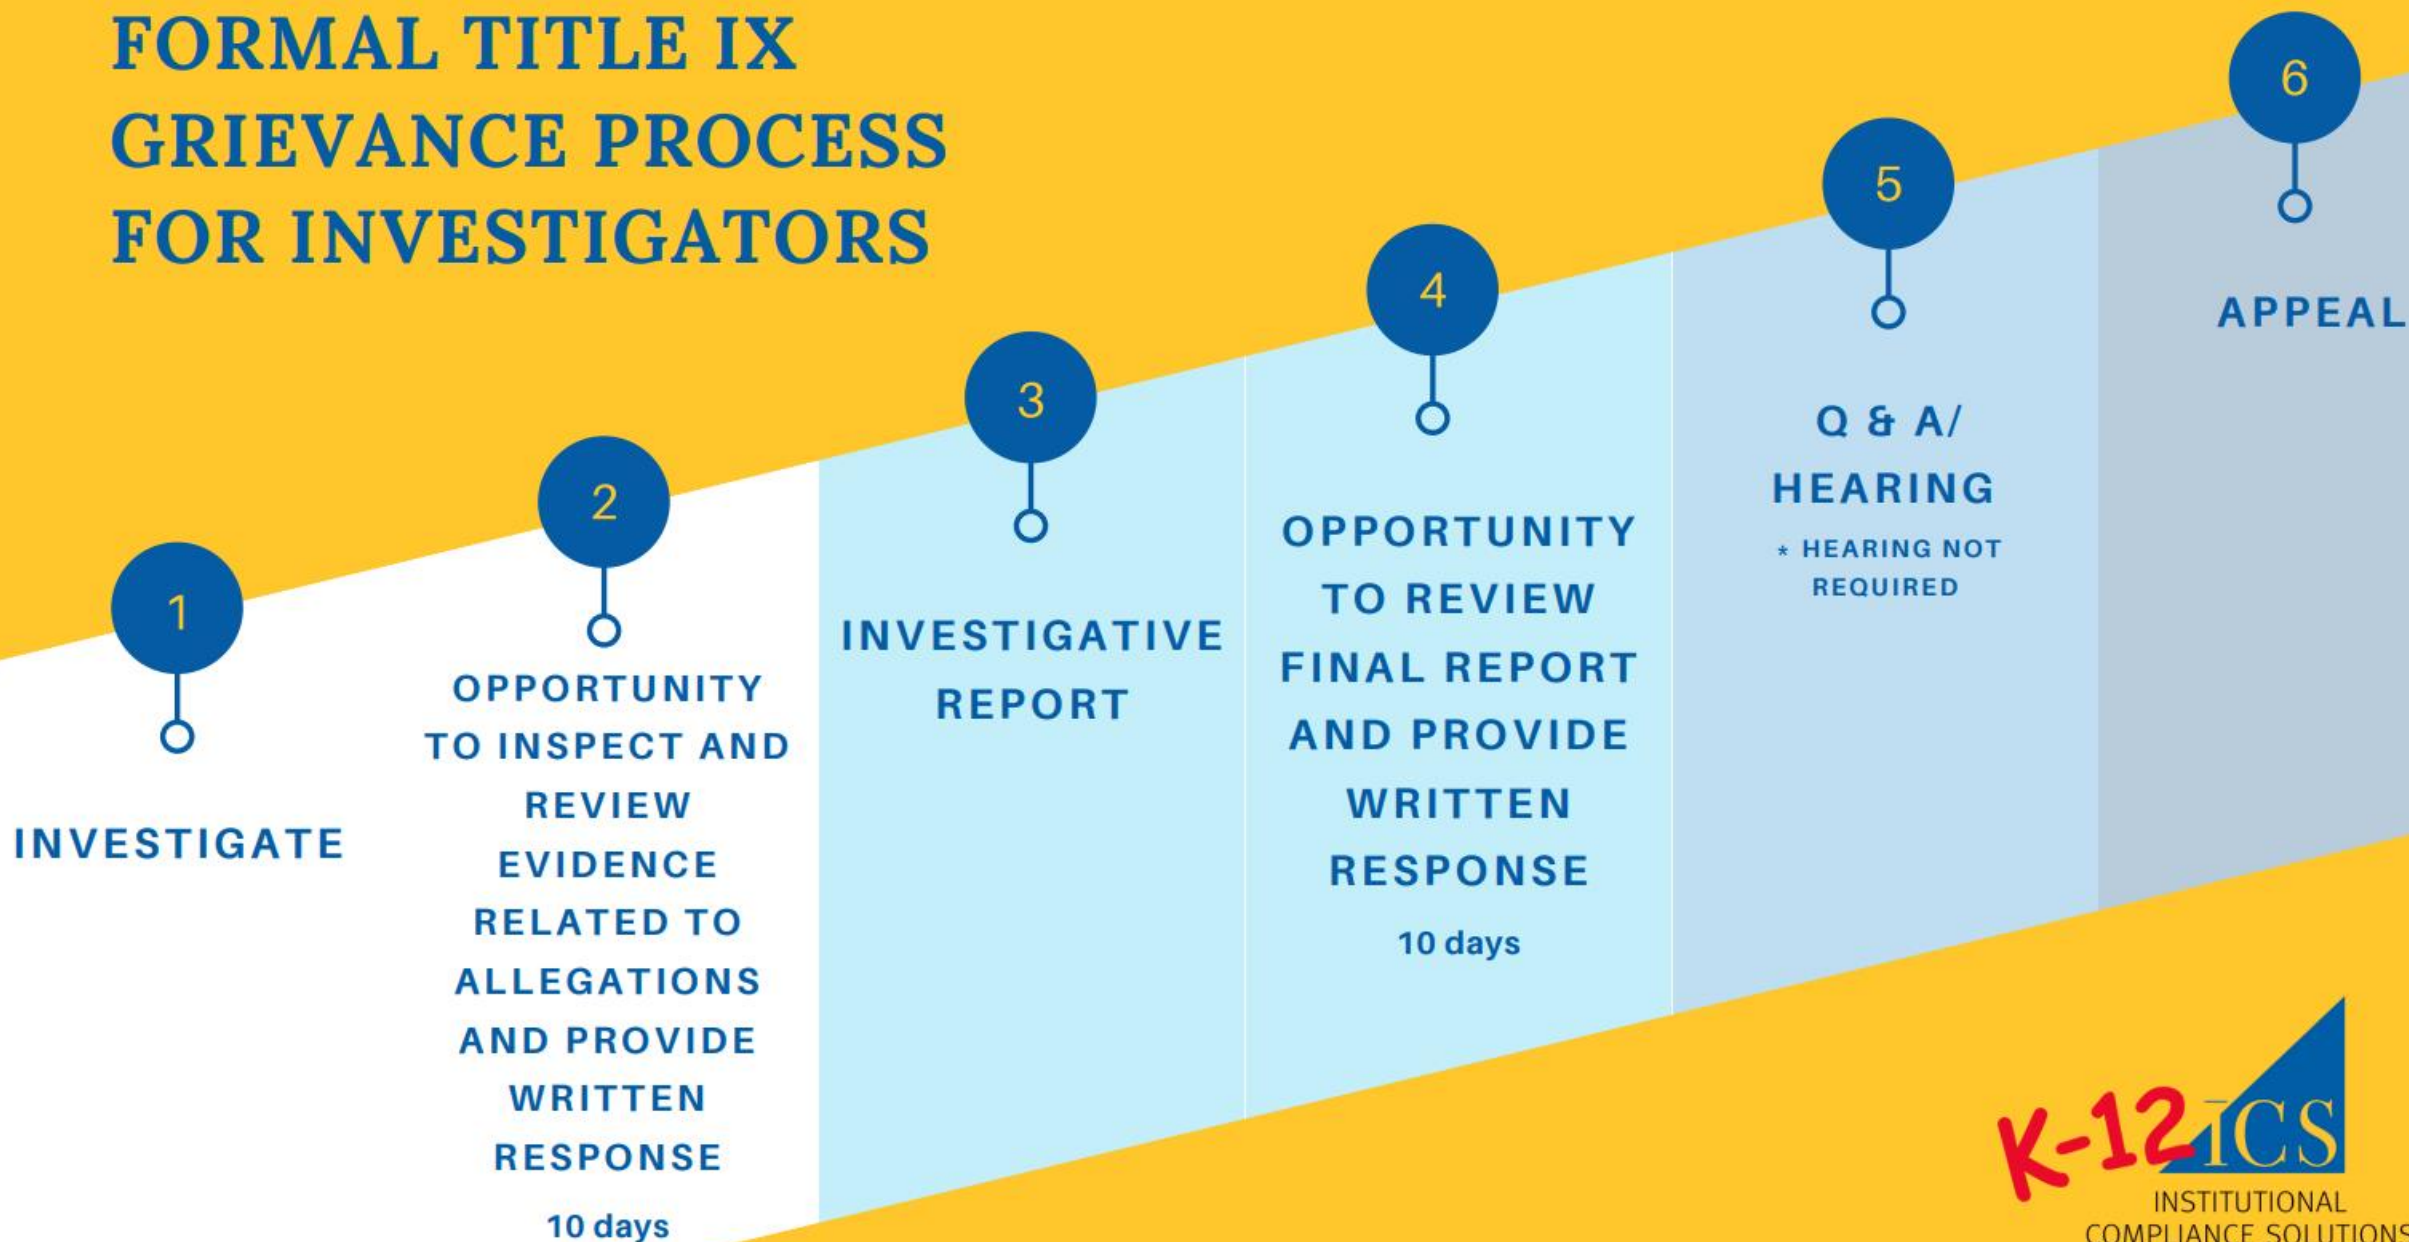 FORMAL TITLE IX
GRIEVANCE PROCESS
FOR INVESTIGATORS
1
INVESTIGATE
2
OPPORTUNITY
TO INSPECT AND
REVIEW
EVIDENCE
RELATED TO
ALLEGATIONS
AND PROVIDE
WRITTEN
RESPONSE
10 days
3
INVESTIGATIVE
REPORT
4
OPPORTUNITY
TO REVIEW
FINAL REPORT
AND PROVIDE
WRITTEN
RESPONSE
10 days
5
Q & A/
HEARING
* HEARING NOT
REQUIRED
6
APPEAL
K-12 ICS
INSTITUTIONAL
COMPLIANCE SOLUTIONS